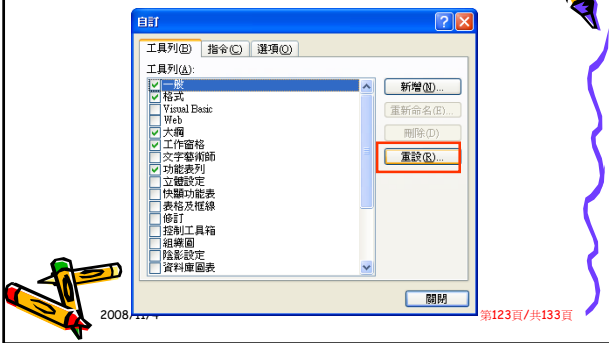 自訂
工具列(B) 指令(C) 選項(O)
工具列(A):
一般
格式
Visual Basic
Web
大綱
工作窗格
文字藝術師
功能表列
立體設定
快顯功能表
表格及框線
修訂
控制工具箱
組織圖
陰影設定
資料庫圖表
新增(N)...
重新命名(E)...
刪除(D)
重設(R)...
關閉
2008/11/4
第123頁/共133頁